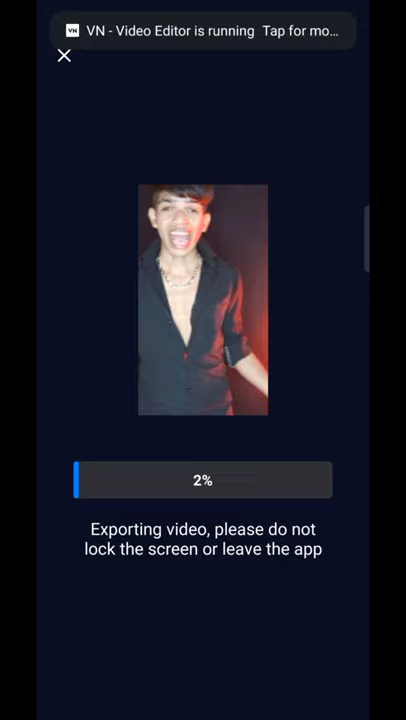 VN
VN - Video Editor is running Tap for mo...
2%
Exporting video, please do not
lock the screen or leave the app